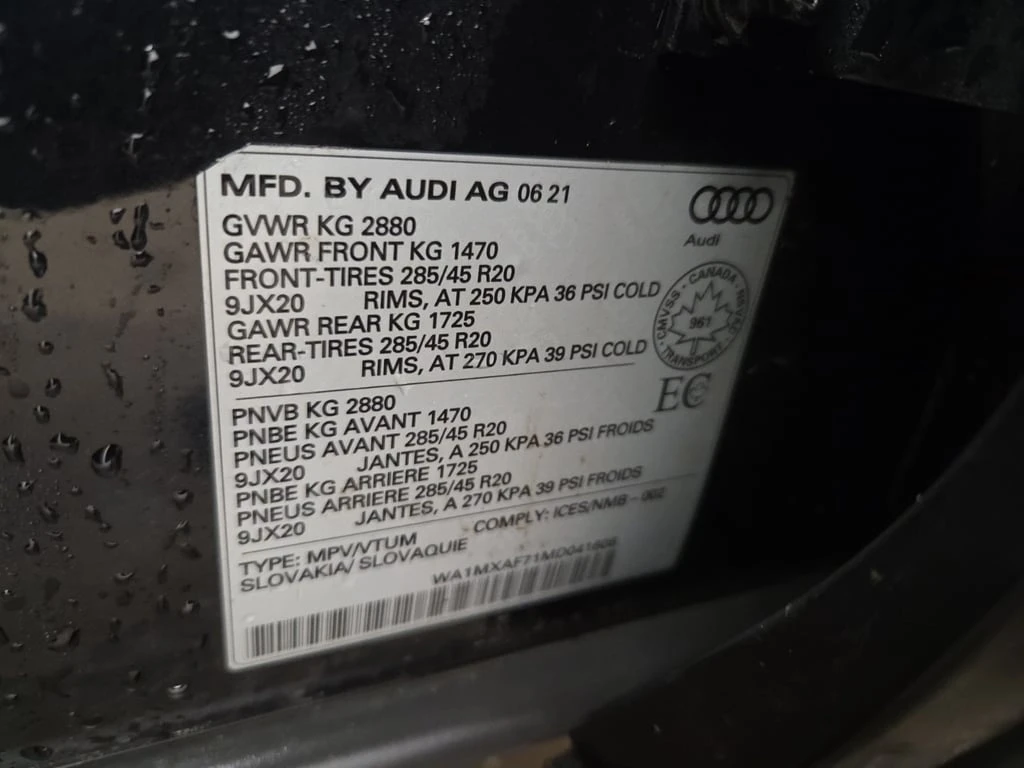 MFD. BY AUDI AG 06 21
Audi
GVWR KG 2880
GAWR FRONT KG 1470
FRONT-TIRES 285/45 R20
9JX20 RIMS, AT 250 KPA 36 PSI COLD
GAWR REAR KG 1725
REAR-TIRES 285/45 R20
9JX20 RIMS, AT 270 KPA 39 PSI COLD
CMVSS - CANADA - NSVAC
961
TRANSPORT
EC
PNVB KG 2880
PNBE KG AVANT 1470
PNEUS AVANT 285/45 R20
9JX20 JANTES, A 250 KPA 36 PSI FROIDS
PNBE KG ARRIERE 1725
PNEUS ARRIERE 285/45 R20
9JX20 JANTES, A 270 KPA 39 PSI FROIDS
TYPE: MPV/VTUM COMPLY: ICES/NMB - 002
SLOVAKIA/ SLOVAQUIE